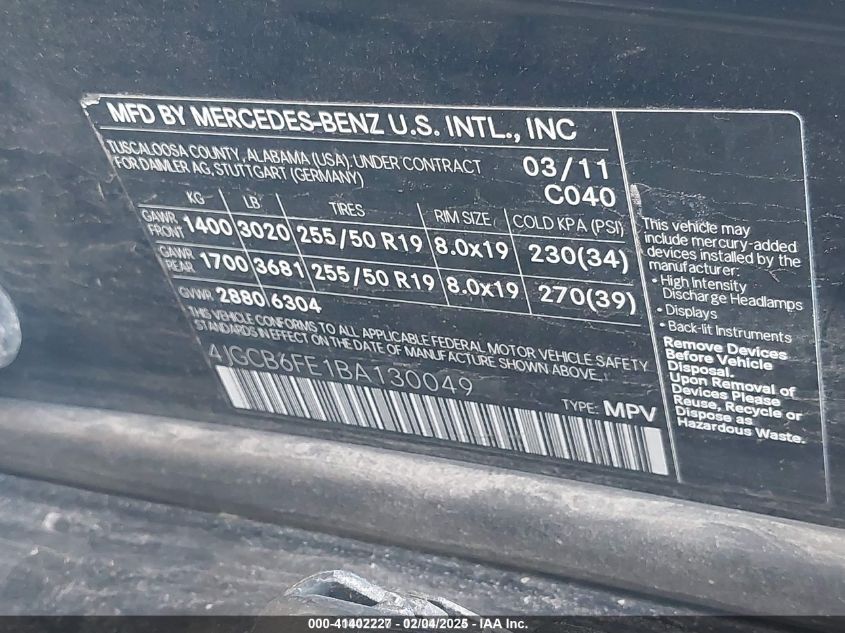 MFD BY MERCEDES-BENZ U.S. INTL., INC
TUSCALOOSA COUNTY, ALABAMA (USA), UNDER CONTRACT
FOR DAIMLER AG, STUTTGART (GERMANY)
03/11
C040
KG LB TIRES RIM SIZE COLD KPA (PSI)
GAWR FRONT 1400 3020 255/50 R19 8.0x19 230(34)
GAWR REAR 1700 3681 255/50 R19 8.0x19 270(39)
GVWR 2880 6304
THIS VEHICLE CONFORMS TO ALL APPLICABLE FEDERAL MOTOR VEHICLE SAFETY
STANDARDS IN EFFECT ON THE DATE OF MANUFACTURE SHOWN ABOVE.
4JGCB6FE1BA130049
TYPE: MPV
This vehicle may
include mercury-added
devices installed by the
manufacturer:
• High Intensity
Discharge Headlamps
• Displays
• Back-lit Instruments
Remove Devices
Before Vehicle
Disposal.
Upon Removal of
Devices Please
Reuse, Recycle or
Dispose as
Hazardous Waste.
000-41402227 - 02/04/2025 - IAA Inc.